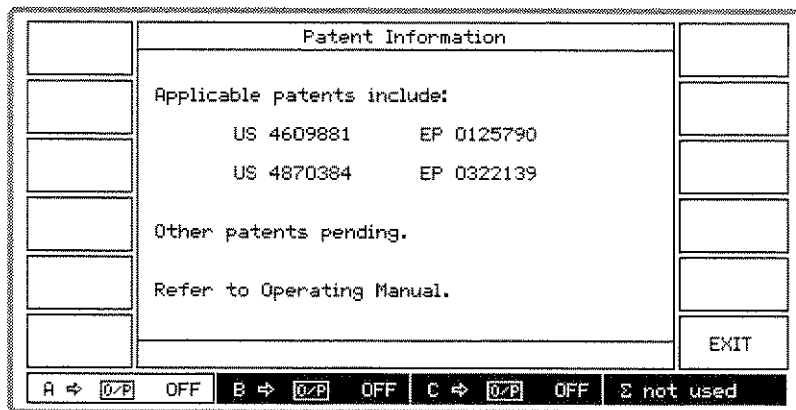 Patent Information
Applicable patents include:
US 4609881 EP 0125790
US 4870384 EP 0322139
Other patents pending.
Refer to Operating Manual.
EXIT
A ⇨ O/P OFF B ⇨ O/P OFF C ⇨ O/P OFF Σ not used